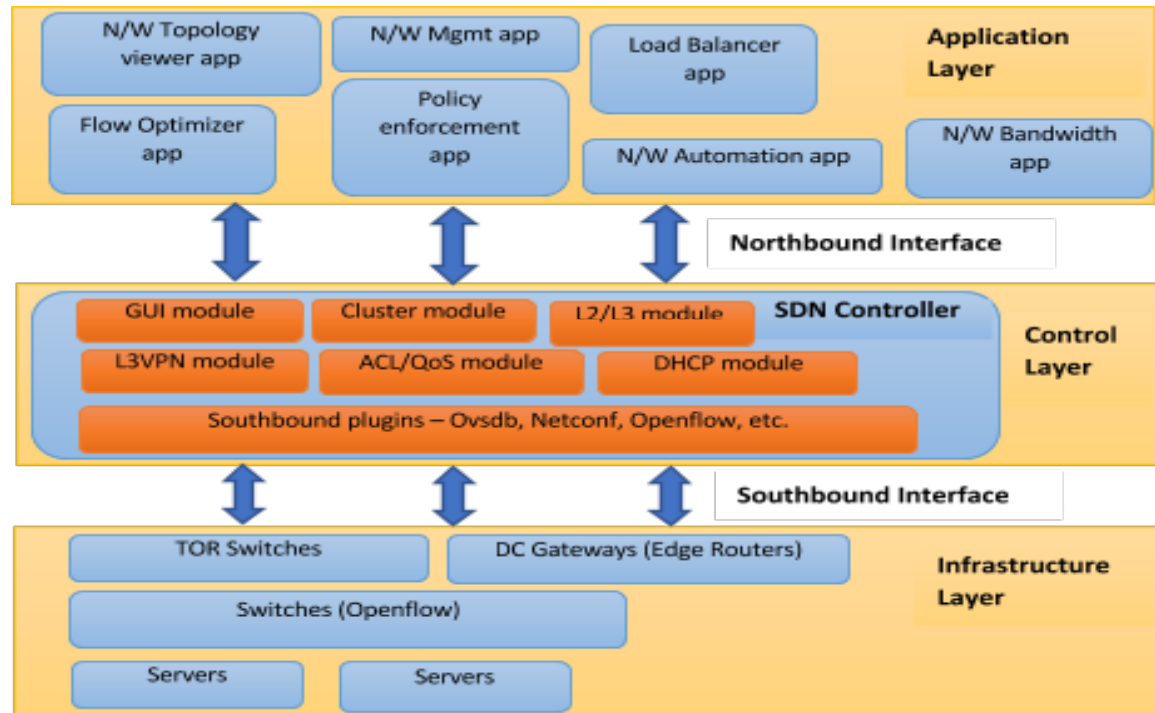 N/W Topology
viewer app
N/W Mgmt app
Load Balancer
app
Application
Layer
Flow Optimizer
app
Policy
enforcement
app
N/W Automation app
N/W Bandwidth
app
Northbound Interface
GUI module
Cluster module
L2/L3 module
SDN Controller
L3VPN module
ACL/QoS module
DHCP module
Control
Layer
Southbound plugins – Ovsdb, Netconf, Openflow, etc.
Southbound Interface
TOR Switches
DC Gateways (Edge Routers)
Infrastructure
Layer
Switches (Openflow)
Servers
Servers